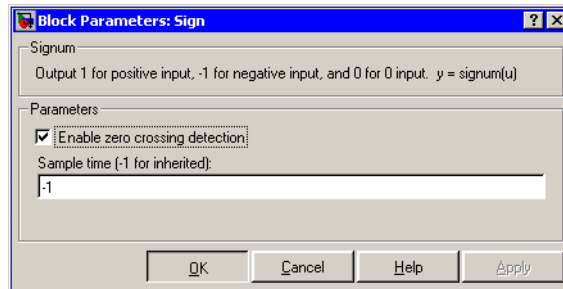 Block Parameters: Sign
Signum
Output 1 for positive input, -1 for negative input, and 0 for 0 input. y = signum(u)
Parameters
Enable zero crossing detection
Sample time (-1 for inherited):
-1
OK Cancel Help Apply